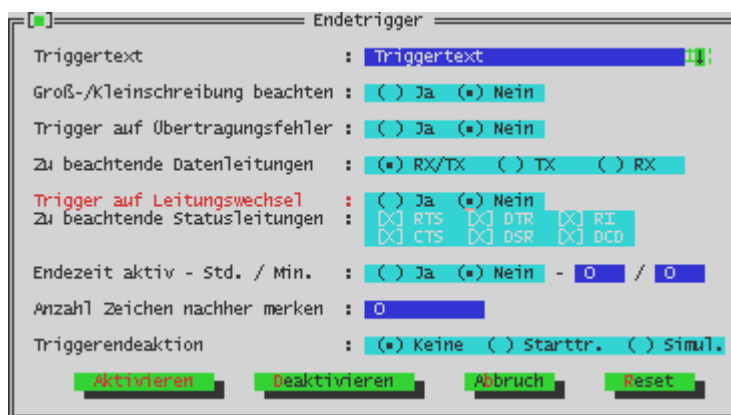 [■] Endetrigger
Triggertext : Triggertext
Groß-/Kleinschreibung beachten : ( ) Ja (•) Nein
Trigger auf Übertragungsfehler : ( ) Ja (•) Nein
Zu beachtende Datenleitungen : (•) RX/TX ( ) TX ( ) RX
Trigger auf Leitungswechsel : ( ) Ja (•) Nein
Zu beachtende Statusleitungen : [X] RTS [X] DTR [X] RI
[X] CTS [X] DSR [X] DCD
Endezeit aktiv - Std. / Min. : ( ) Ja (•) Nein - 0 / 0
Anzahl Zeichen nachher merken : 0
Triggerendeaktion : (•) Keine ( ) Starttr. ( ) Simul.
Aktivieren Deaktivieren Abbruch Reset